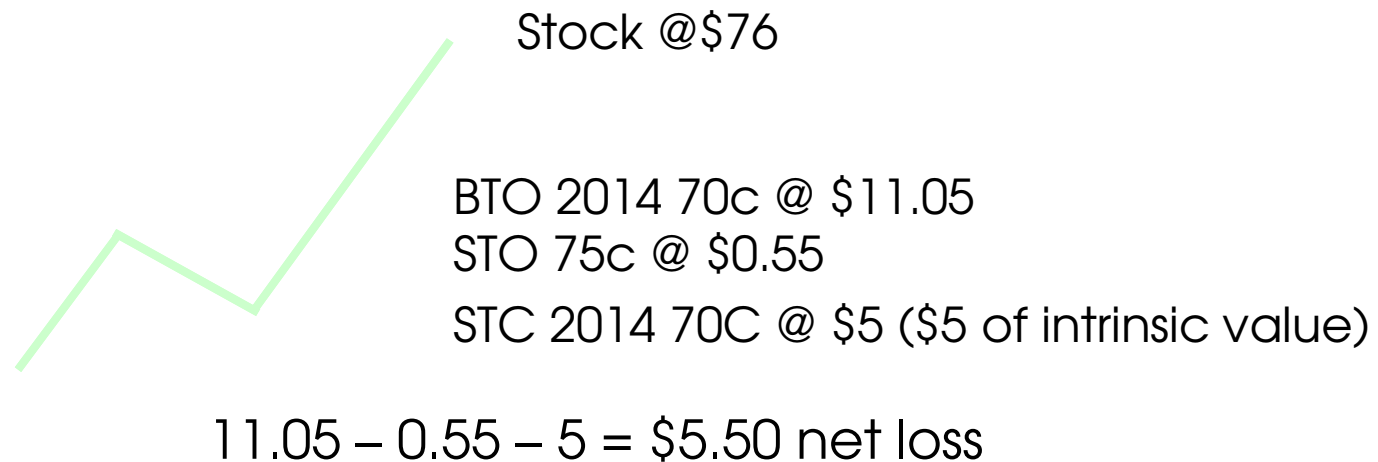 Stock @$76
BTO 2014 70c @ $11.05
STO 75c @ $0.55
STC 2014 70C @ $5 ($5 of intrinsic value)
11.05 – 0.55 – 5 = $5.50 net loss